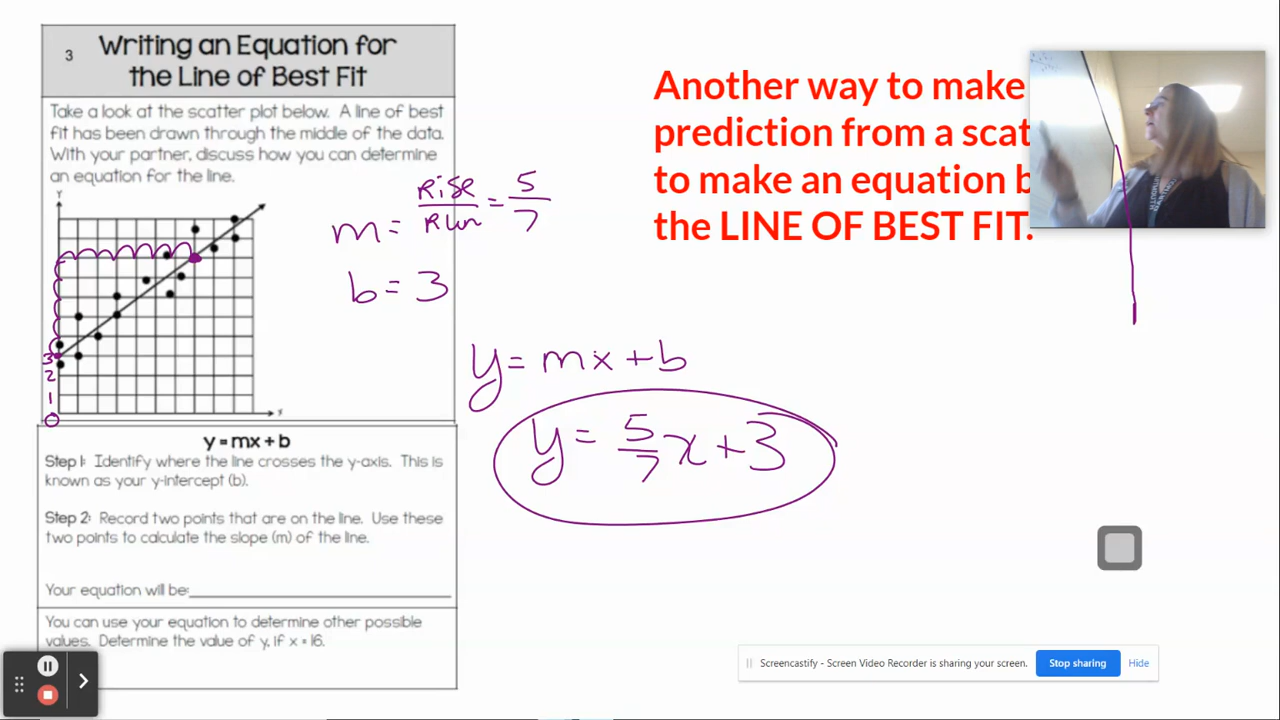 3
Writing an Equation for
the Line of Best Fit
Take a look at the scatter plot below. A line of best
fit has been drawn through the middle of the data.
With your partner, discuss how you can determine
an equation for the line.
Y
3
2
1
0
x
y = mx + b
Step 1: Identify where the line crosses the y-axis. This is
known as your y-intercept (b).
Step 2: Record two points that are on the line. Use these
two points to calculate the slope (m) of the line.
Your equation will be:
You can use your equation to determine other possible
values. Determine the value of y, if x = 16.
m = Rise/Run = 5/7
b = 3
y = mx + b
y = 5/7 x + 3
Another way to make
prediction from a scat
to make an equation b
the LINE OF BEST FIT.
Screencastify - Screen Video Recorder is sharing your screen.
Stop sharing
Hide